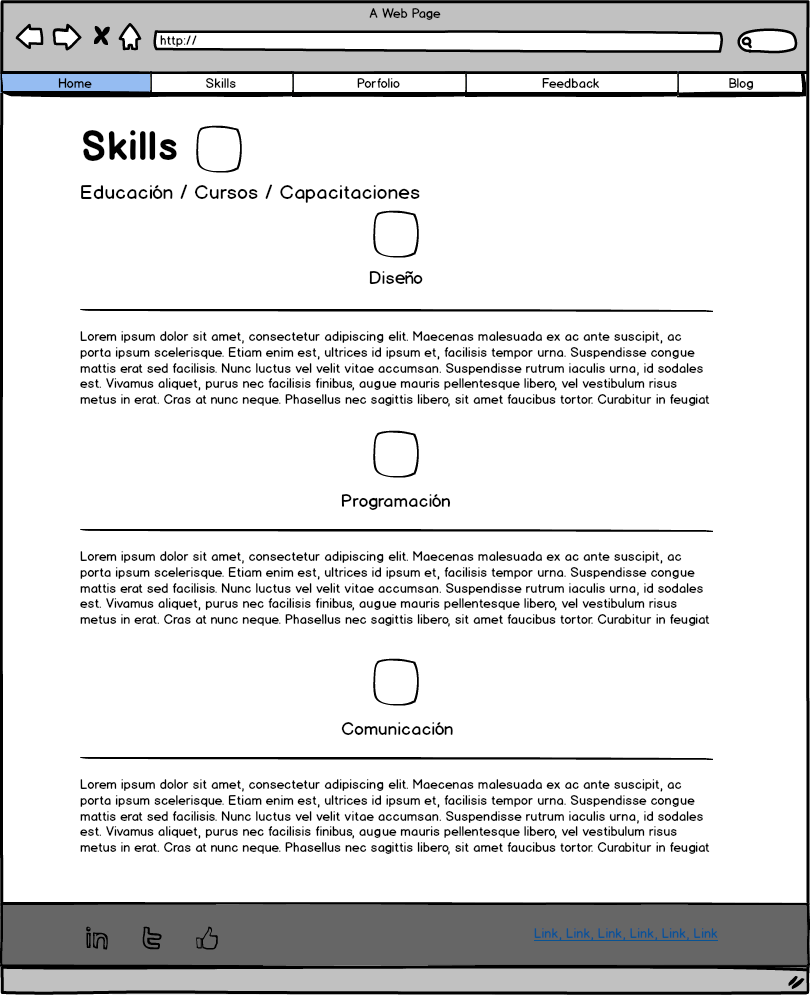 A Web Page
http://
Home Skills Porfolio Feedback Blog
Skills
Educación / Cursos / Capacitaciones
Diseño
Lorem ipsum dolor sit amet, consectetur adipiscing elit. Maecenas malesuada ex ac ante suscipit, ac
porta ipsum scelerisque. Etiam enim est, ultrices id ipsum et, facilisis tempor urna. Suspendisse congue
mattis erat sed facilisis. Nunc luctus vel velit vitae accumsan. Suspendisse rutrum iaculis urna, id sodales
est. Vivamus aliquet, purus nec facilisis finibus, augue mauris pellentesque libero, vel vestibulum risus
metus in erat. Cras at nunc neque. Phasellus nec sagittis libero, sit amet faucibus tortor. Curabitur in feugiat
Programación
Lorem ipsum dolor sit amet, consectetur adipiscing elit. Maecenas malesuada ex ac ante suscipit, ac
porta ipsum scelerisque. Etiam enim est, ultrices id ipsum et, facilisis tempor urna. Suspendisse congue
mattis erat sed facilisis. Nunc luctus vel velit vitae accumsan. Suspendisse rutrum iaculis urna, id sodales
est. Vivamus aliquet, purus nec facilisis finibus, augue mauris pellentesque libero, vel vestibulum risus
metus in erat. Cras at nunc neque. Phasellus nec sagittis libero, sit amet faucibus tortor. Curabitur in feugiat
Comunicación
Lorem ipsum dolor sit amet, consectetur adipiscing elit. Maecenas malesuada ex ac ante suscipit, ac
porta ipsum scelerisque. Etiam enim est, ultrices id ipsum et, facilisis tempor urna. Suspendisse congue
mattis erat sed facilisis. Nunc luctus vel velit vitae accumsan. Suspendisse rutrum iaculis urna, id sodales
est. Vivamus aliquet, purus nec facilisis finibus, augue mauris pellentesque libero, vel vestibulum risus
metus in erat. Cras at nunc neque. Phasellus nec sagittis libero, sit amet faucibus tortor. Curabitur in feugiat
in t Link, Link, Link, Link, Link, Link